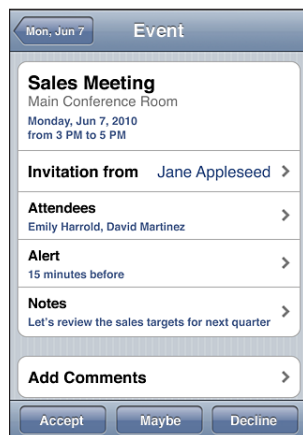 Mon, Jun 7
Event
Sales Meeting
Main Conference Room
Monday, Jun 7, 2010
from 3 PM to 5 PM
Invitation from Jane Appleseed
Attendees
Emily Harrold, David Martinez
Alert
15 minutes before
Notes
Let's review the sales targets for next quarter
Add Comments
Accept Maybe Decline